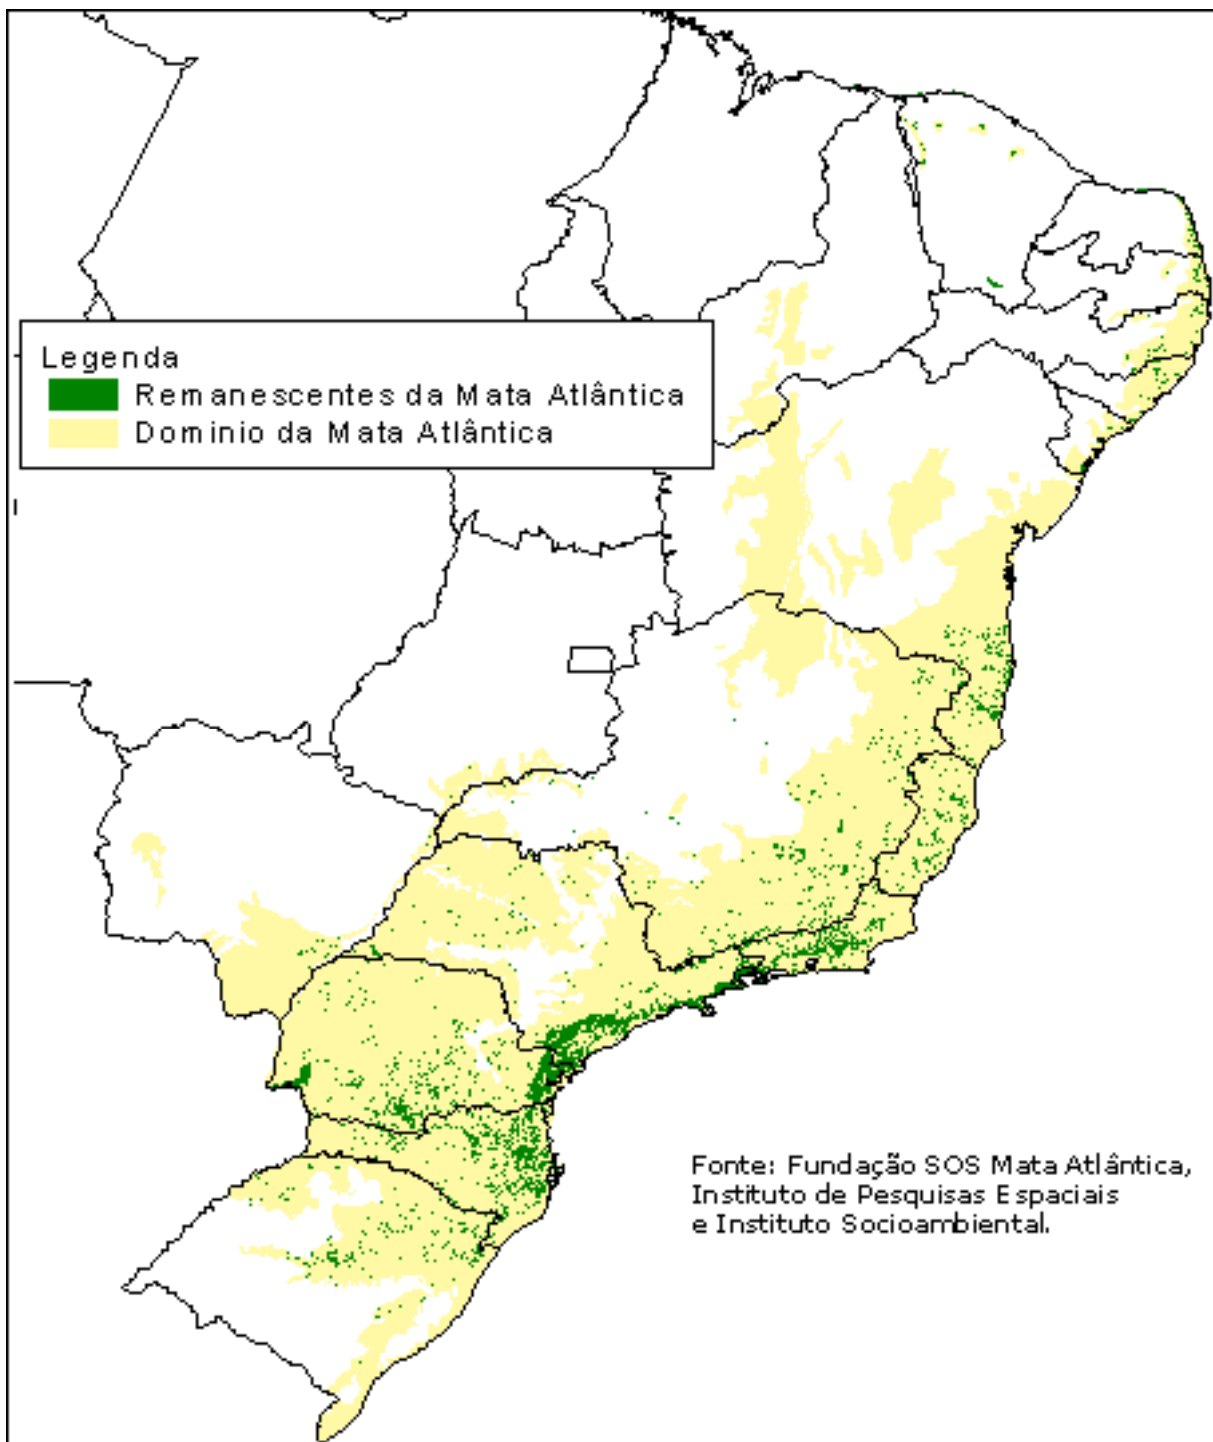 Legenda
Remanescentes da Mata Atlântica
Dominio da Mata Atlântica
Fonte: Fundação SOS Mata Atlântica,
Instituto de Pesquisas Espaciais
e Instituto Socioambiental.